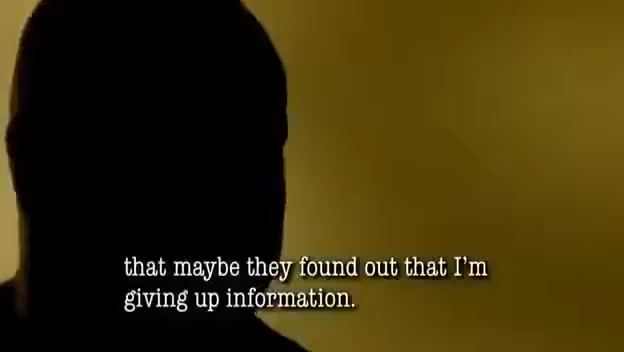 that maybe they found out that I'm
giving up information.